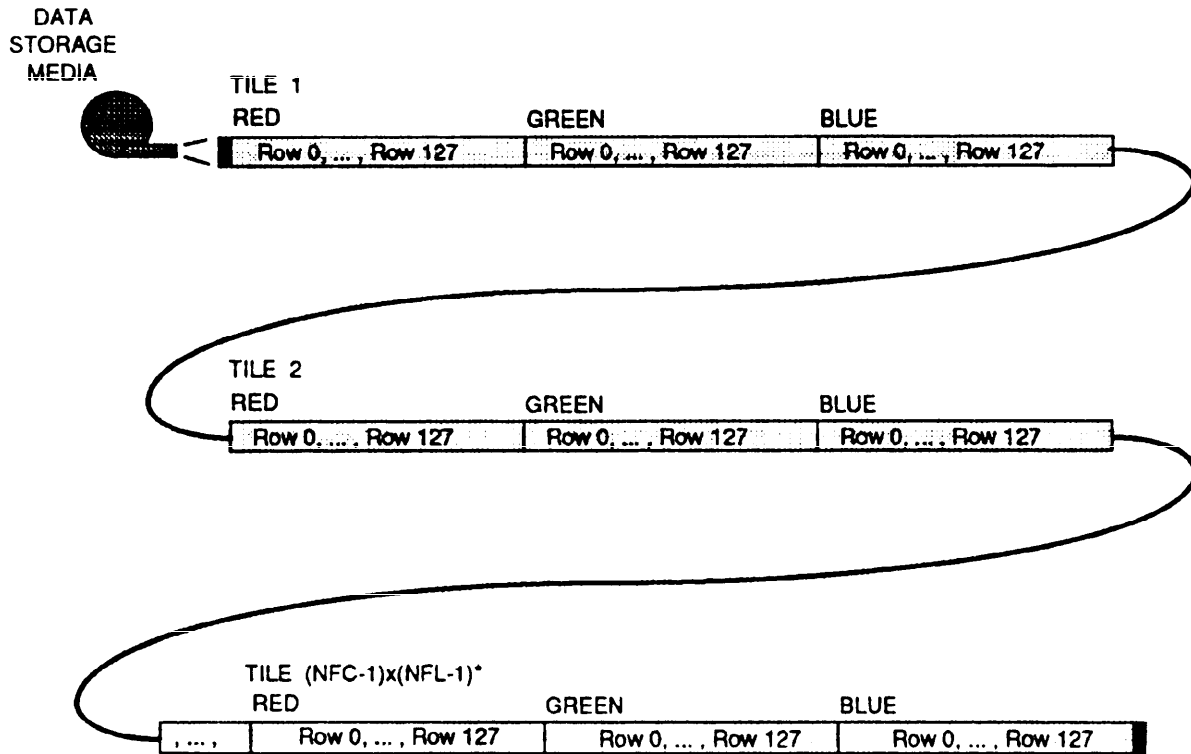 DATA
STORAGE
MEDIA
TILE 1
RED GREEN BLUE
Row 0, ... , Row 127 Row 0, ... , Row 127 Row 0, ... , Row 127
TILE 2
RED GREEN BLUE
Row 0, ... , Row 127 Row 0, ... , Row 127 Row 0, ... , Row 127
TILE (NFC-1)x(NFL-1)*
RED GREEN BLUE
, ... , Row 0, ... , Row 127 Row 0, ... , Row 127 Row 0, ... , Row 127